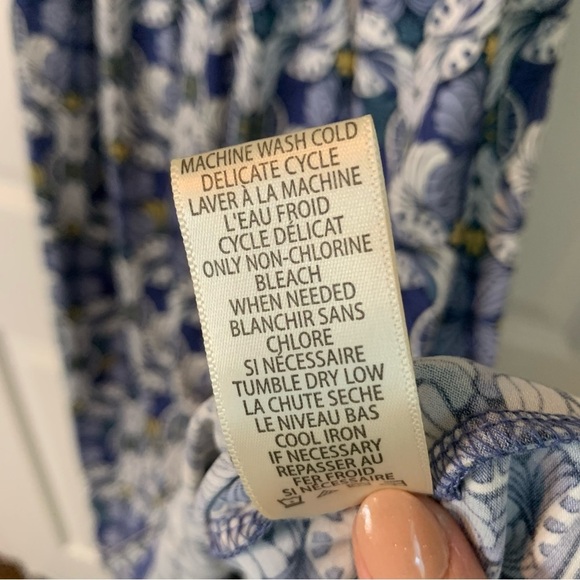 MACHINE WASH COLD
DELICATE CYCLE
LAVER À LA MACHINE
L'EAU FROID
CYCLE DÉLICAT
ONLY NON-CHLORINE
BLEACH
WHEN NEEDED
BLANCHIR SANS
CHLORE
SI NÉCESSAIRE
TUMBLE DRY LOW
LA CHUTE SECHE
LE NIVEAU BAS
COOL IRON
IF NECESSARY
REPASSER AU
FER FROID
SI NÉCESSAIRE